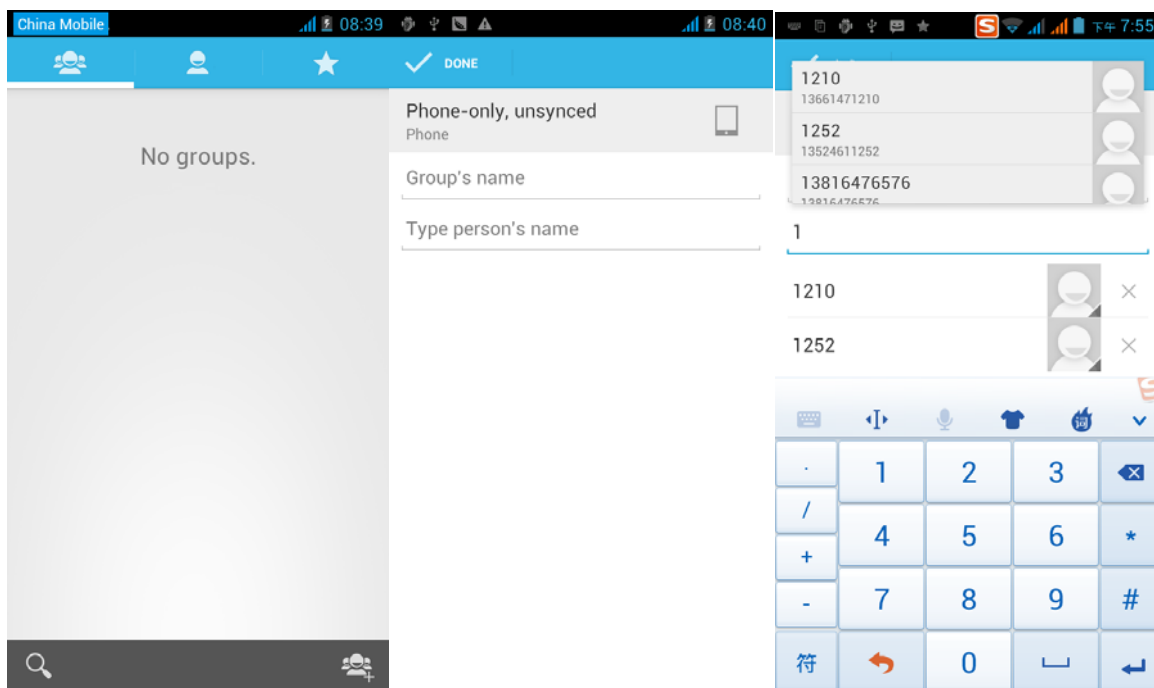 China Mobile
08:39
No groups.
08:40
DONE
Phone-only, unsynced
Phone
Group's name
Type person's name
S
下午 7:55
1210
13661471210
1252
13524611252
13816476576
13816476576
1
1210
1252
词
.
1
2
3
/
4
5
6
*
+
-
7
8
9
#
符
0